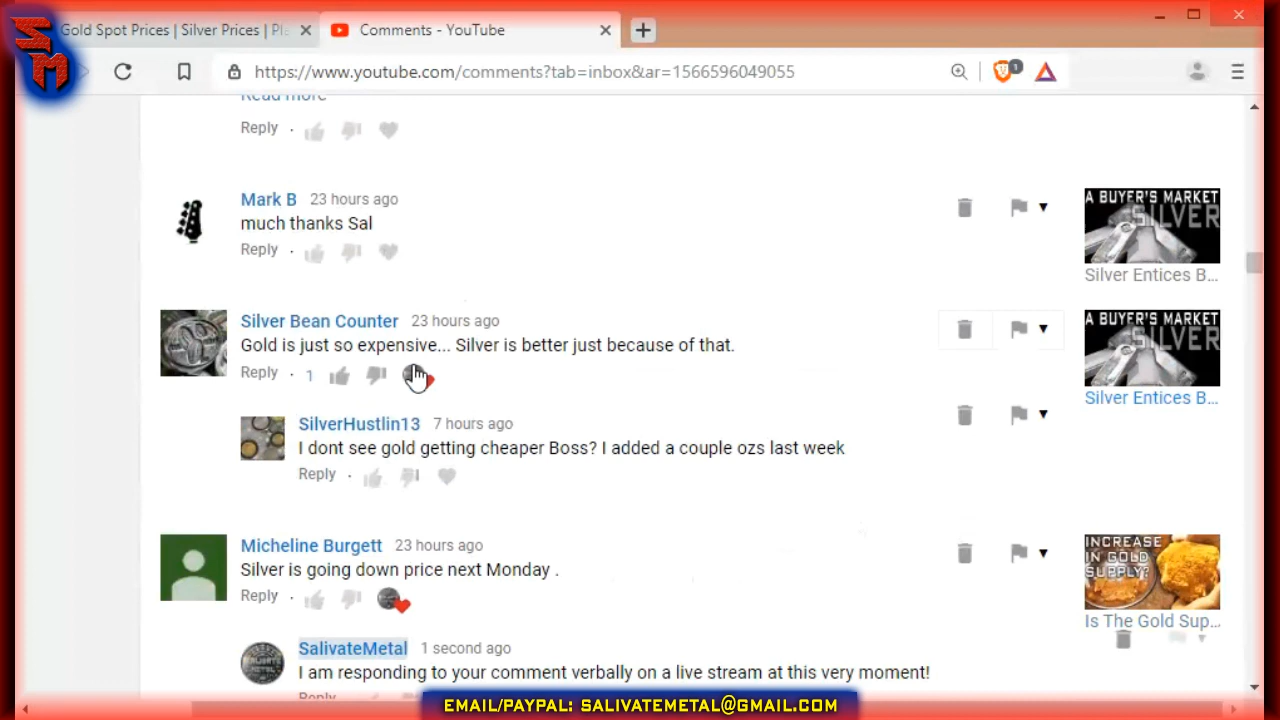 SM
Gold Spot Prices | Silver Prices | Pl
Comments - YouTube
https://www.youtube.com/comments?tab=inbox&ar=1566596049055
1
Read more
Reply ·
Mark B 23 hours ago
much thanks Sal
Reply ·
A BUYER'S MARKET
SILVER
Silver Entices B...
Silver Bean Counter 23 hours ago
Gold is just so expensive... Silver is better just because of that.
Reply · 1
A BUYER'S MARKET
SILVER
Silver Entices B...
SilverHustlin13 7 hours ago
I dont see gold getting cheaper Boss? I added a couple ozs last week
Reply ·
Micheline Burgett 23 hours ago
Silver is going down price next Monday .
Reply ·
INCREASE
IN GOLD
SUPPLY?
Is The Gold Sup...
SalivateMetal 1 second ago
I am responding to your comment verbally on a live stream at this very moment!
Reply
EMAIL/PAYPAL: SALIVATEMETAL@GMAIL.COM